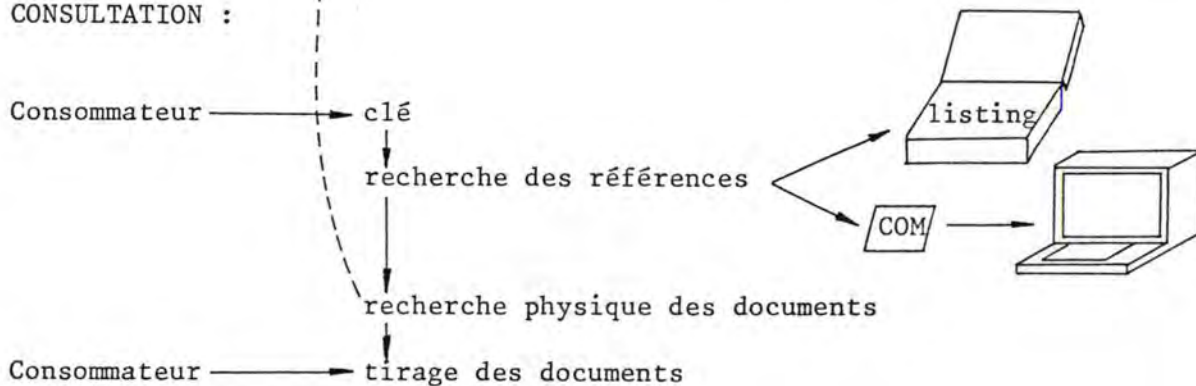 CONSULTATION :
listing
Consommateur
clé
recherche des références
COM
recherche physique des documents
Consommateur
tirage des documents